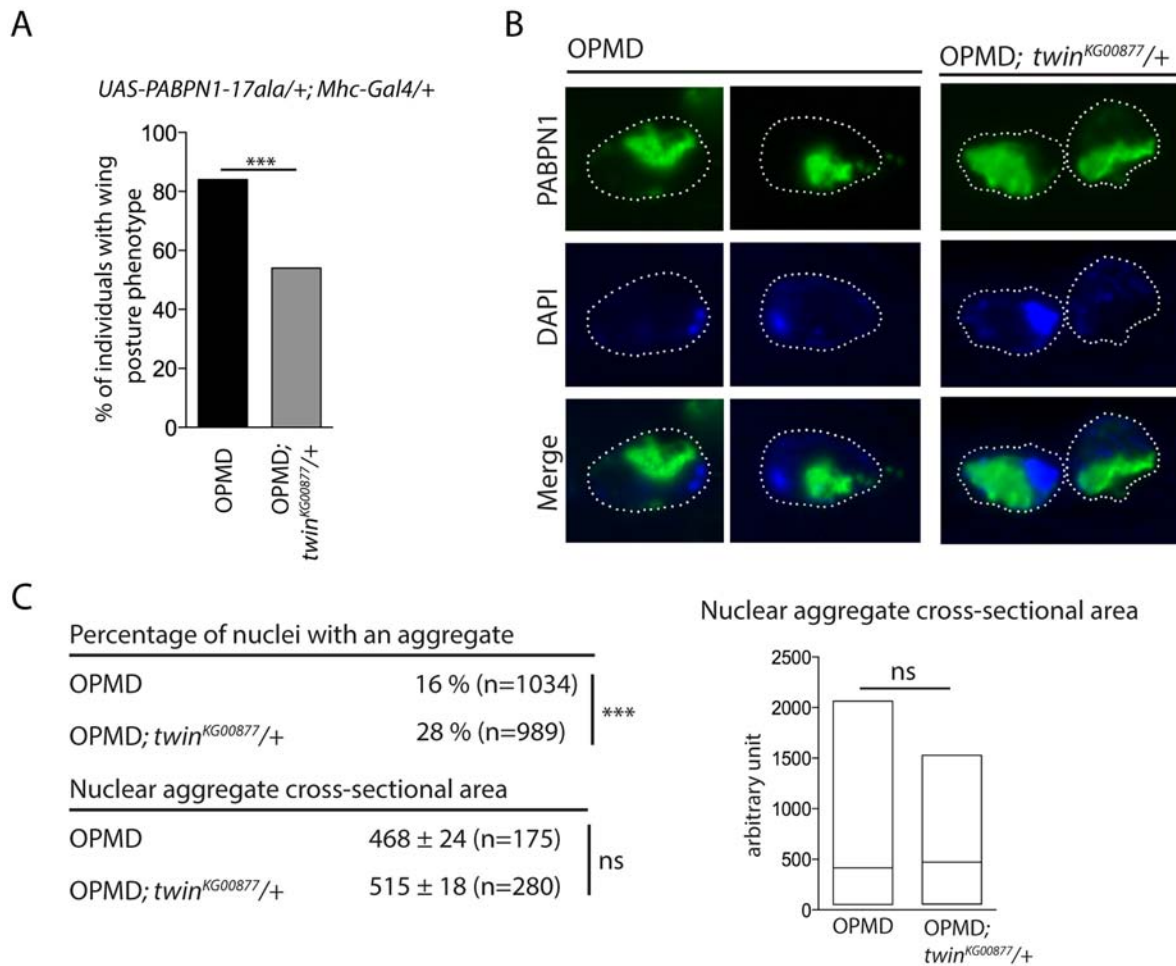 A
UAS-PABPN1-17ala/+; Mhc-Gal4/+
% of individuals with wing
posture phenotype
100
80
60
40
20
0
***
OPMD
OPMD;
twinKG00877/+
B
OPMD
OPMD; twinKG00877/+
PABPN1
DAPI
Merge
C
Percentage of nuclei with an aggregate
OPMD 16 % (n=1034)
OPMD; twinKG00877/+ 28 % (n=989)
***
Nuclear aggregate cross-sectional area
OPMD 468 ± 24 (n=175)
OPMD; twinKG00877/+ 515 ± 18 (n=280)
ns
Nuclear aggregate cross-sectional area
arbitrary unit
2500
2000
1500
1000
500
0
ns
OPMD
OPMD;
twinKG00877/+